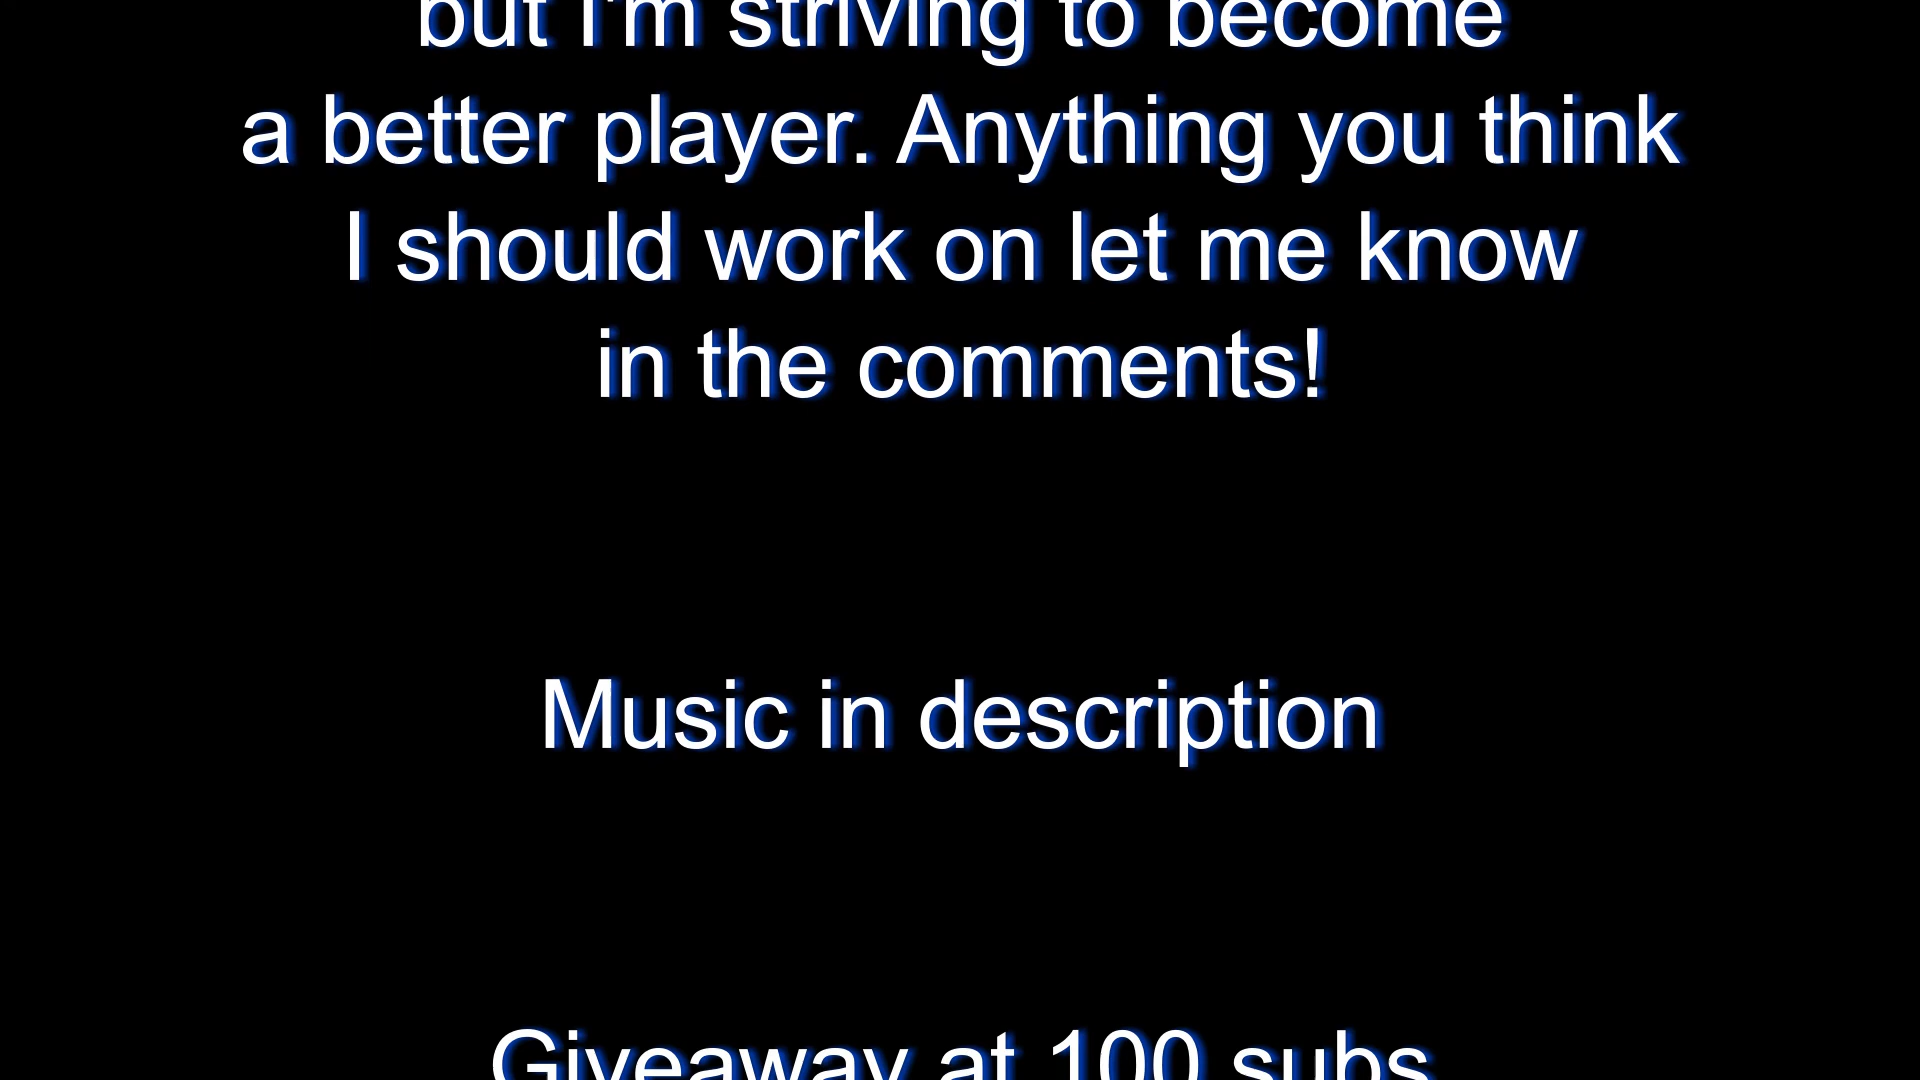 but I'm striving to become
a better player. Anything you think
I should work on let me know
in the comments!
Music in description
Giveaway at 100 subs